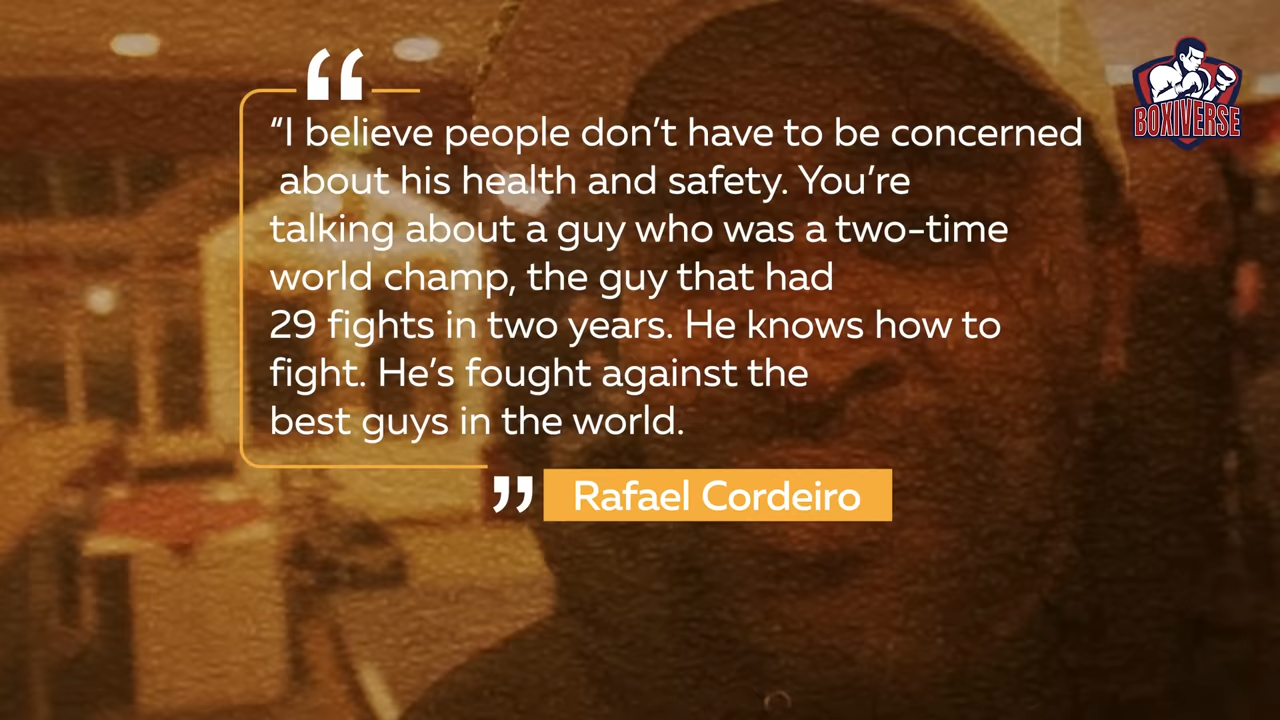 “I believe people don’t have to be concerned
about his health and safety. You’re
talking about a guy who was a two-time
world champ, the guy that had
29 fights in two years. He knows how to
fight. He’s fought against the
best guys in the world.
Rafael Cordeiro
BOXIVERSE